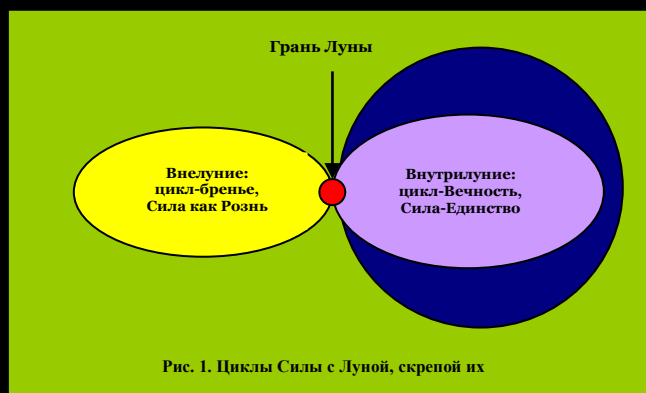 Грань Луны
Внелуние:
цикл-бренье,
Сила как Рознь
Внутрилуние:
цикл-Вечность,
Сила-Единство
Рис. 1. Циклы Силы с Луной, скрепой их